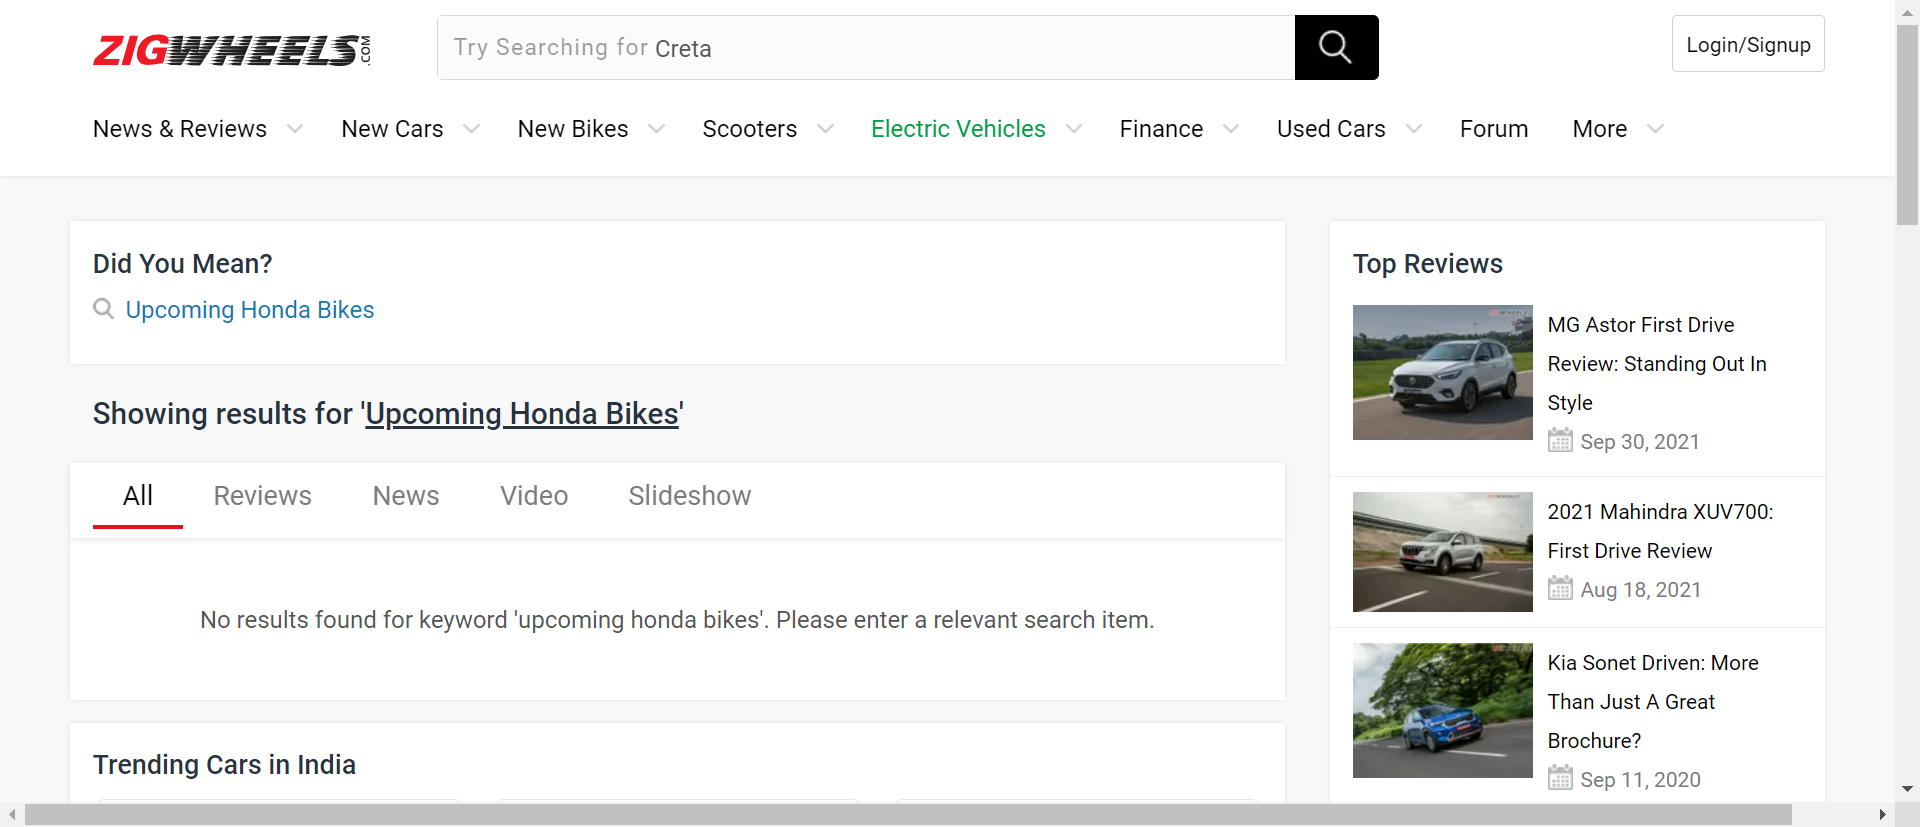 ZIGWHEELS.COM
Try Searching for Creta
Login/Signup
News & Reviews
New Cars
New Bikes
Scooters
Electric Vehicles
Finance
Used Cars
Forum
More
Did You Mean?
Upcoming Honda Bikes
Showing results for 'Upcoming Honda Bikes'
All
Reviews
News
Video
Slideshow
No results found for keyword 'upcoming honda bikes'. Please enter a relevant search item.
Trending Cars in India
Top Reviews
MG Astor First Drive
Review: Standing Out In
Style
Sep 30, 2021
2021 Mahindra XUV700:
First Drive Review
Aug 18, 2021
Kia Sonet Driven: More
Than Just A Great
Brochure?
Sep 11, 2020